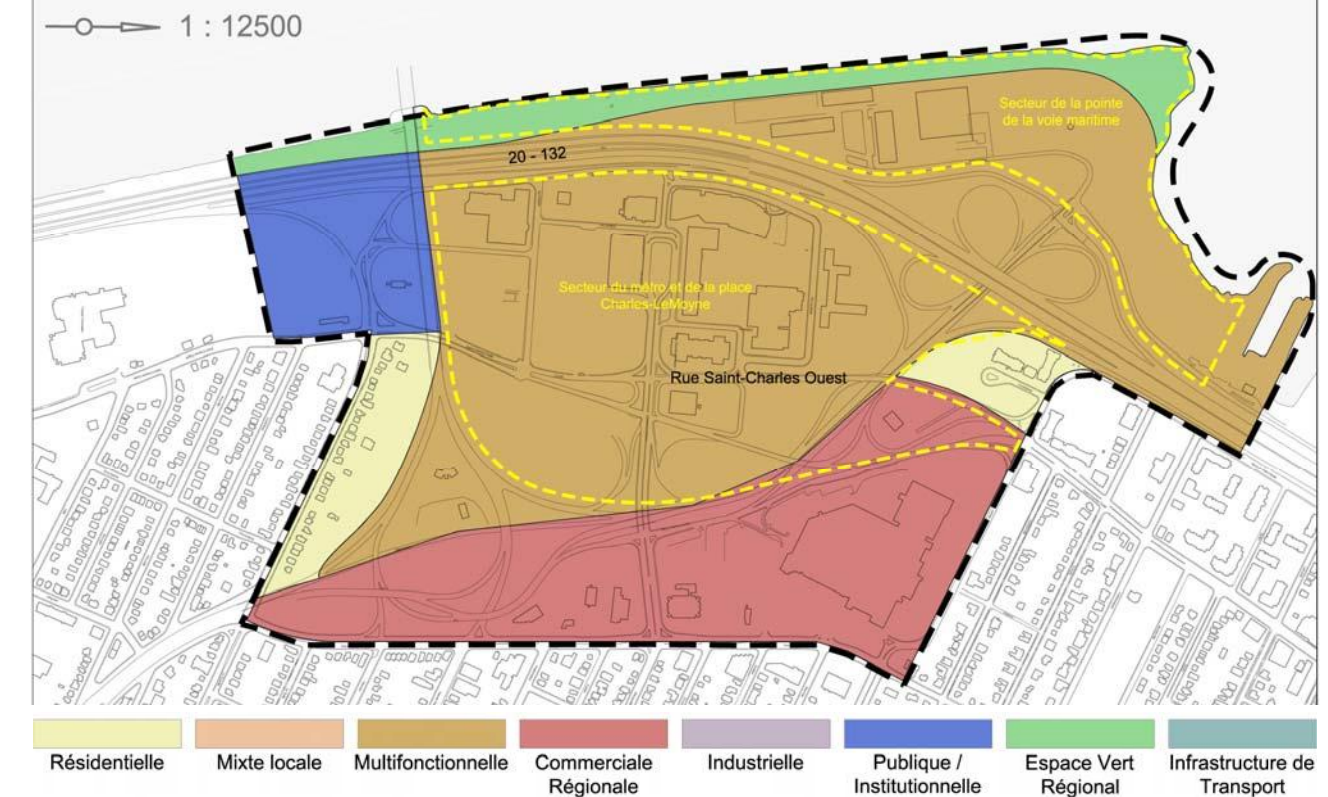 1 : 12500
Secteur de la pointe
de la voie maritime
20 - 132
Secteur du métro et de la place
Charles-LeMoyne
Rue Saint-Charles Ouest
Résidentielle
Mixte locale
Multifonctionnelle
Commerciale
Régionale
Industrielle
Publique /
Institutionnelle
Espace Vert
Régional
Infrastructure de
Transport